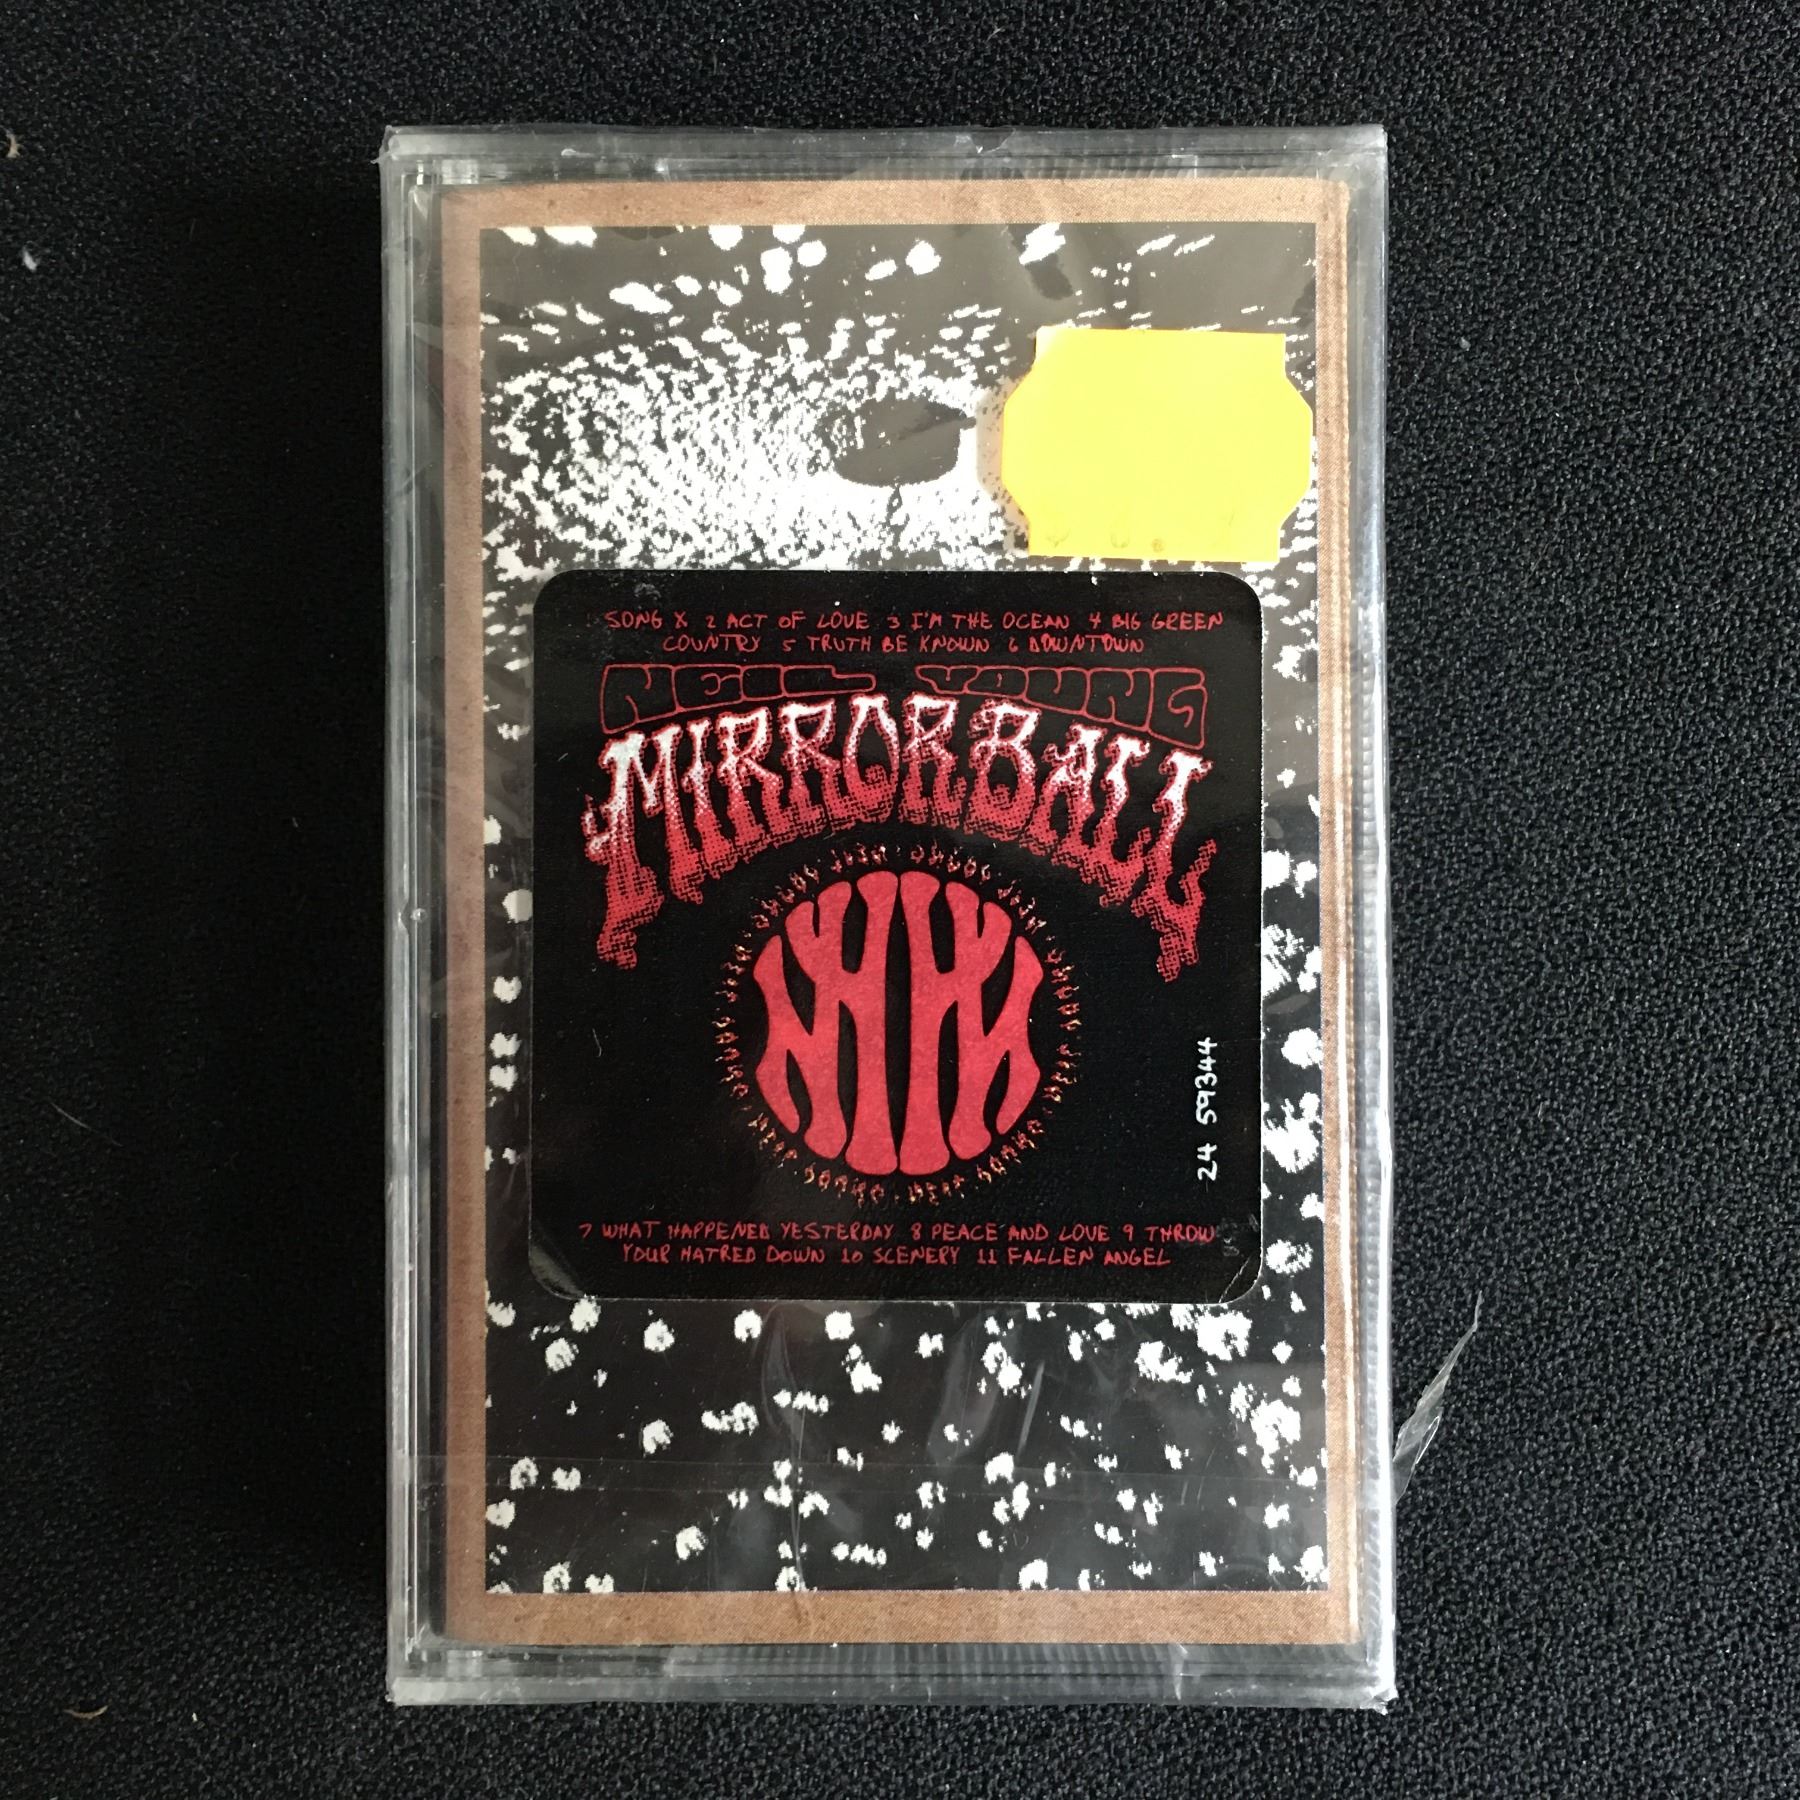 SONG X 2 ACT OF LOVE 3 I'M THE OCEAN 4 BIG GREEN
COUNTRY 5 TRUTH BE KNOWN 6 DOWNTOWN
NEIL YOUNG
MIRROR BALL
24 59344
7 WHAT HAPPENED YESTERDAY 8 PEACE AND LOVE 9 THROW
YOUR HATRED DOWN 10 SCENERY 11 FALLEN ANGEL